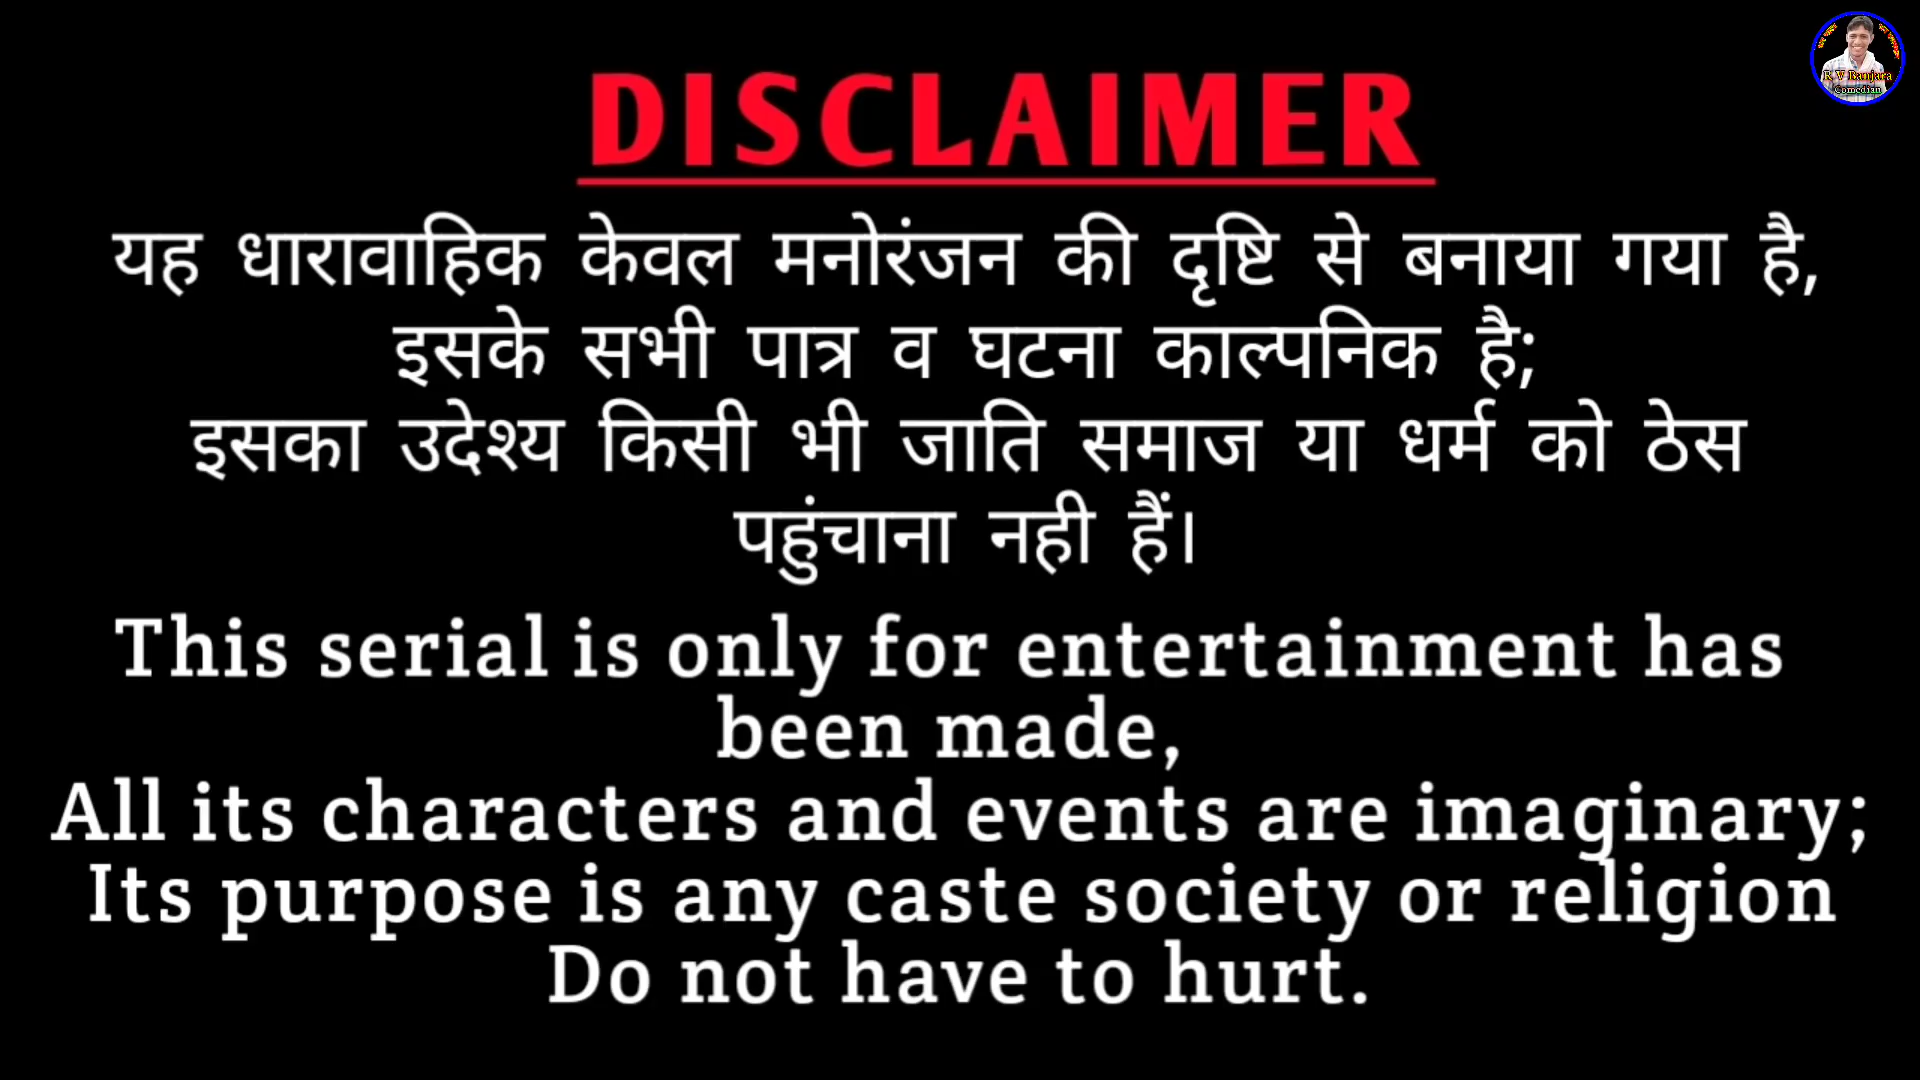 R V Banjara
Comedian
DISCLAIMER
यह धारावाहिक केवल मनोरंजन की दृष्टि से बनाया गया है,
इसके सभी पात्र व घटना काल्पनिक है;
इसका उदेश्य किसी भी जाति समाज या धर्म को ठेस
पहुंचाना नही हैं।
This serial is only for entertainment has
been made,
All its characters and events are imaginary;
Its purpose is any caste society or religion
Do not have to hurt.